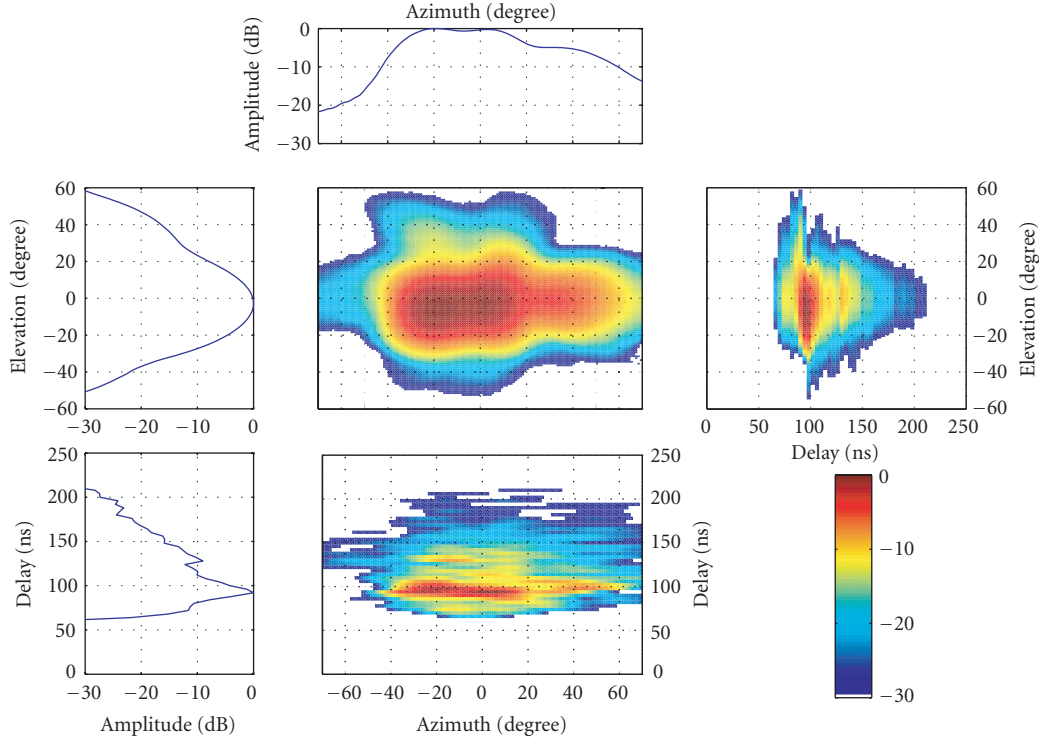 Azimuth (degree)
Amplitude (dB)
0
−10
−20
−30
Elevation (degree)
60
40
20
0
−20
−40
−60
−30 −20 −10 0
60
40
20
0
−20
−40
−60
Elevation (degree)
0 50 100 150 200 250
Delay (ns)
Delay (ns)
250
200
150
100
50
0
−30 −20 −10 0
Amplitude (dB)
250
200
150
100
50
0
Delay (ns)
−60 −40 −20 0 20 40 60
Azimuth (degree)
0
−10
−20
−30